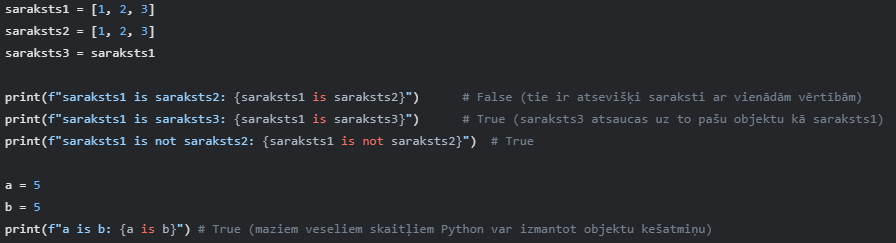 saraksts1 = [1, 2, 3]
saraksts2 = [1, 2, 3]
saraksts3 = saraksts1
print(f"saraksts1 is saraksts2: {saraksts1 is saraksts2}")      # False (tie ir atsevišķi saraksti ar vienādām vērtībām)
print(f"saraksts1 is saraksts3: {saraksts1 is saraksts3}")      # True (saraksts3 atsaucas uz to pašu objektu kā saraksts1)
print(f"saraksts1 is not saraksts2: {saraksts1 is not saraksts2}")  # True
a = 5
b = 5
print(f"a is b: {a is b}") # True (maziem veseliem skaitļiem Python var izmantot objektu kešatmiņu)